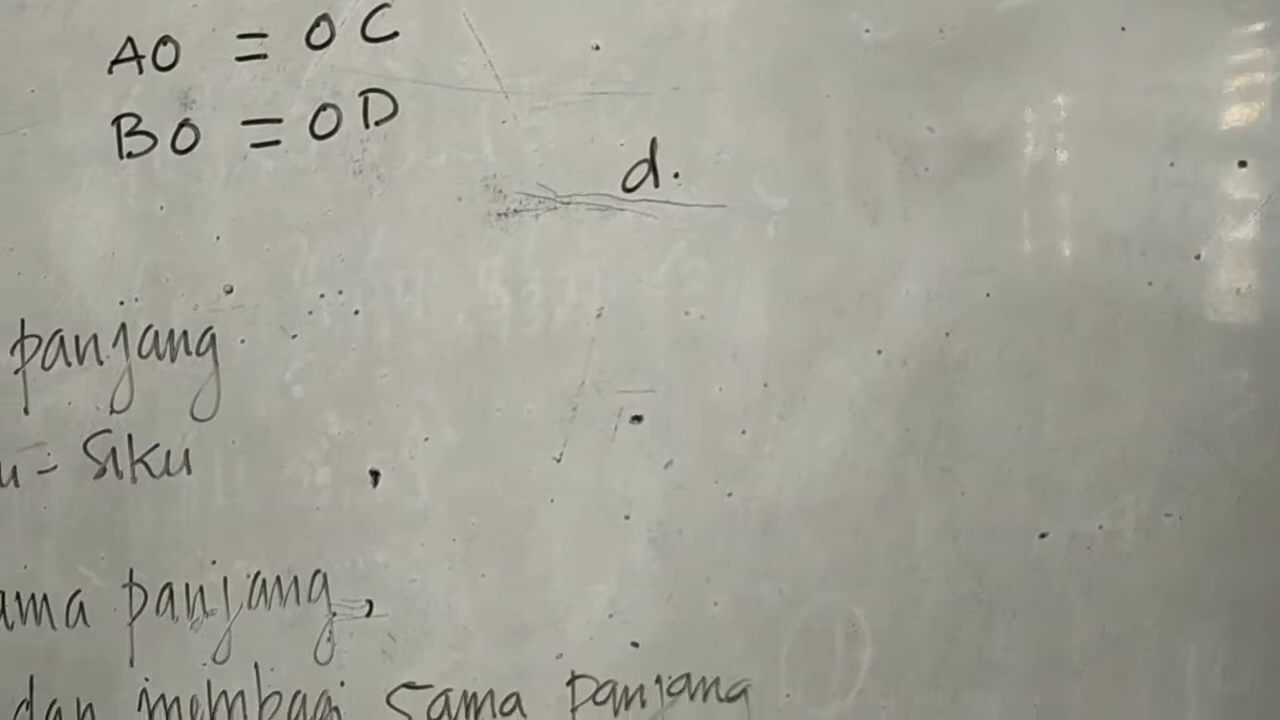 AO = OC
BO = OD
d.
panjang
u = Siku
ama panjang,
dan membagi sama panjang